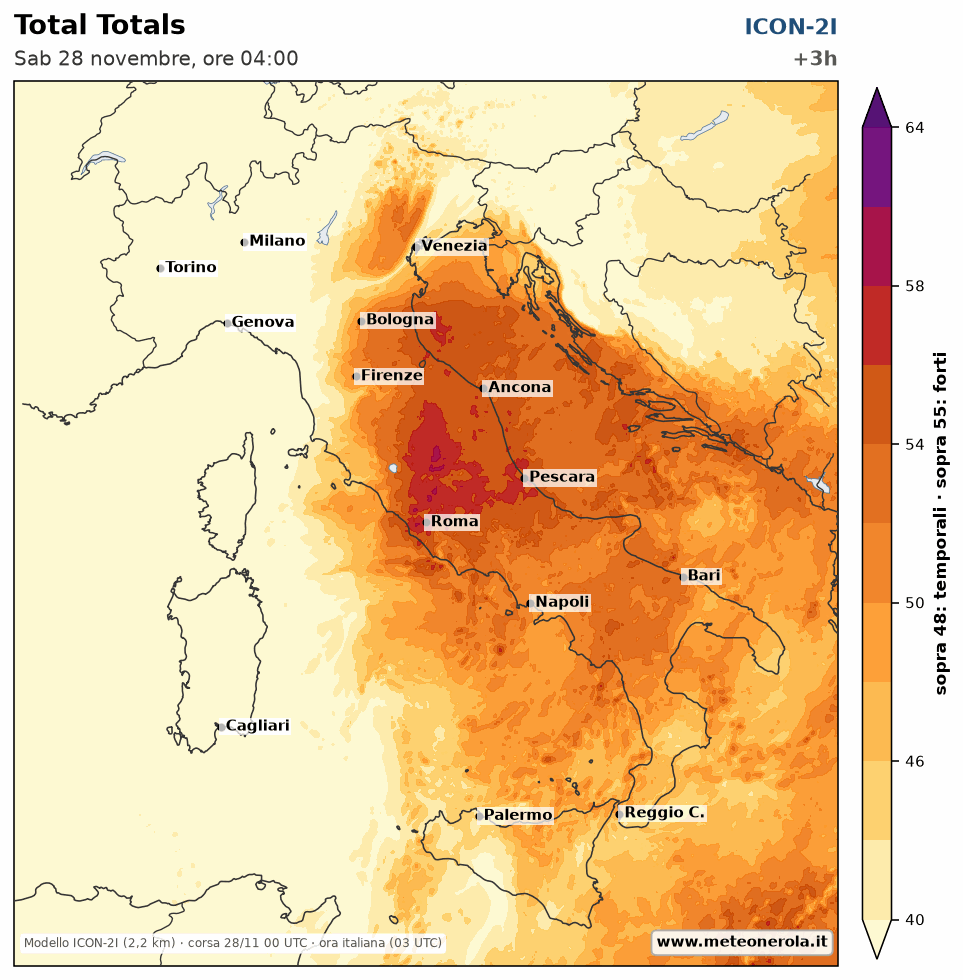 Total Totals
ICON-2I
Sab 28 novembre, ore 04:00
+3h
Milano
Venezia
Torino
Genova
Bologna
Firenze
Ancona
Pescara
Roma
Bari
Napoli
Cagliari
Palermo
Reggio C.
64
58
54
50
46
40
sopra 48: temporali · sopra 55: forti
Modello ICON-2I (2,2 km) · corsa 28/11 00 UTC · ora italiana (03 UTC)
www.meteonerola.it